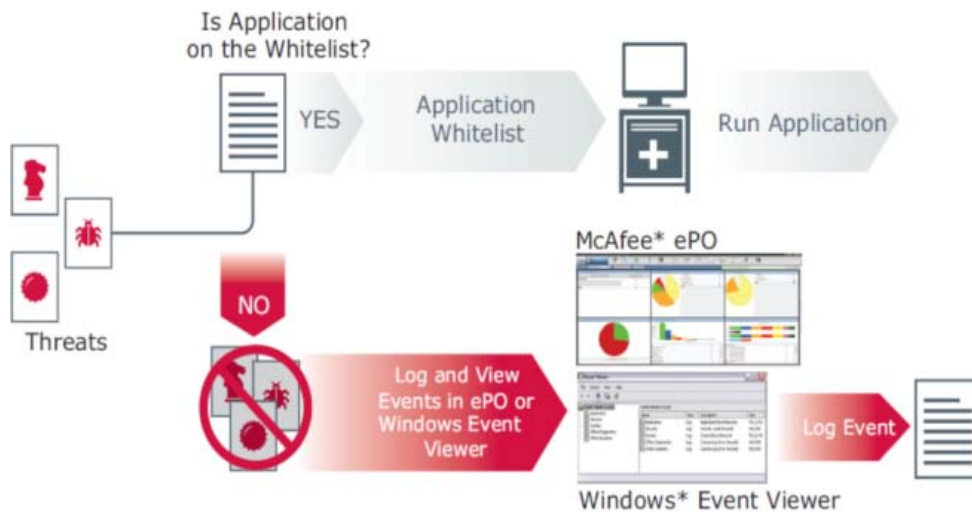 Is Application
on the Whitelist?
YES
Application
Whitelist
Run Application
Threats
NO
McAfee* ePO
Log and View
Events in ePO or
Windows Event
Viewer
Log Event
Windows* Event Viewer